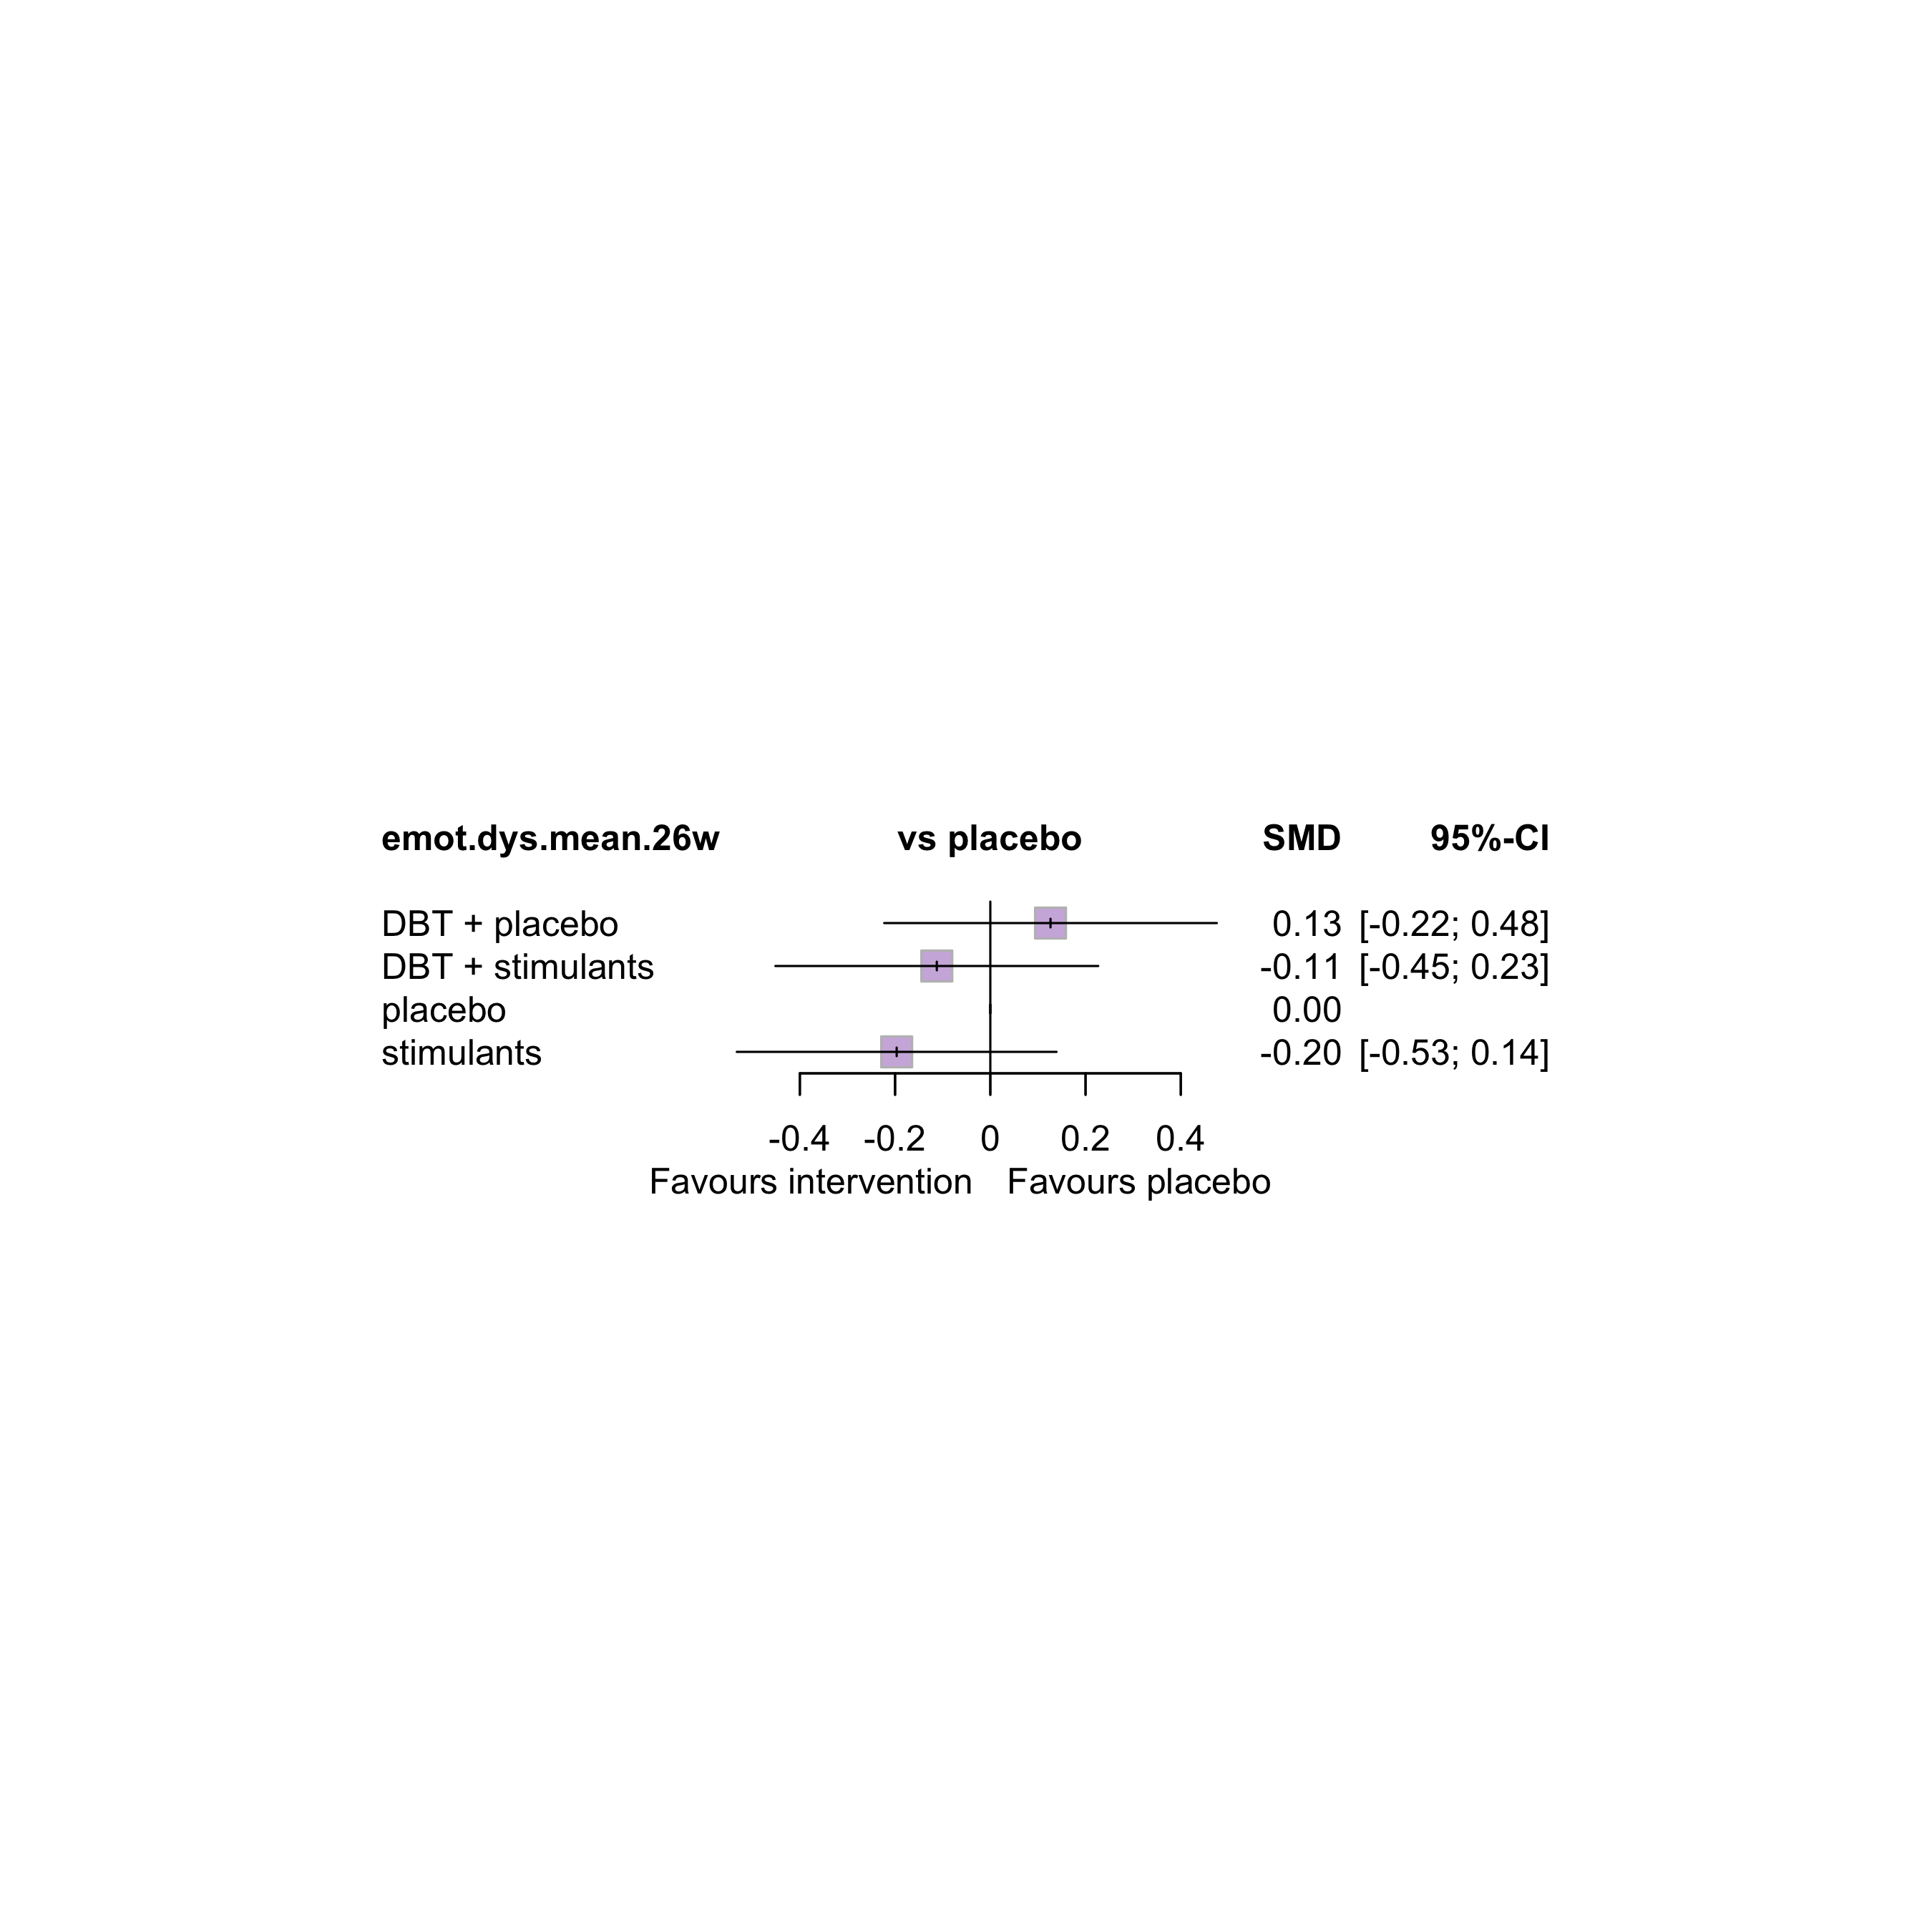 emot.dys.mean.26w vs placebo SMD 95%-CI
DBT + placebo 0.13 [-0.22; 0.48]
DBT + stimulants -0.11 [-0.45; 0.23]
placebo 0.00
stimulants -0.20 [-0.53; 0.14]
-0.4 -0.2 0 0.2 0.4
Favours intervention Favours placebo